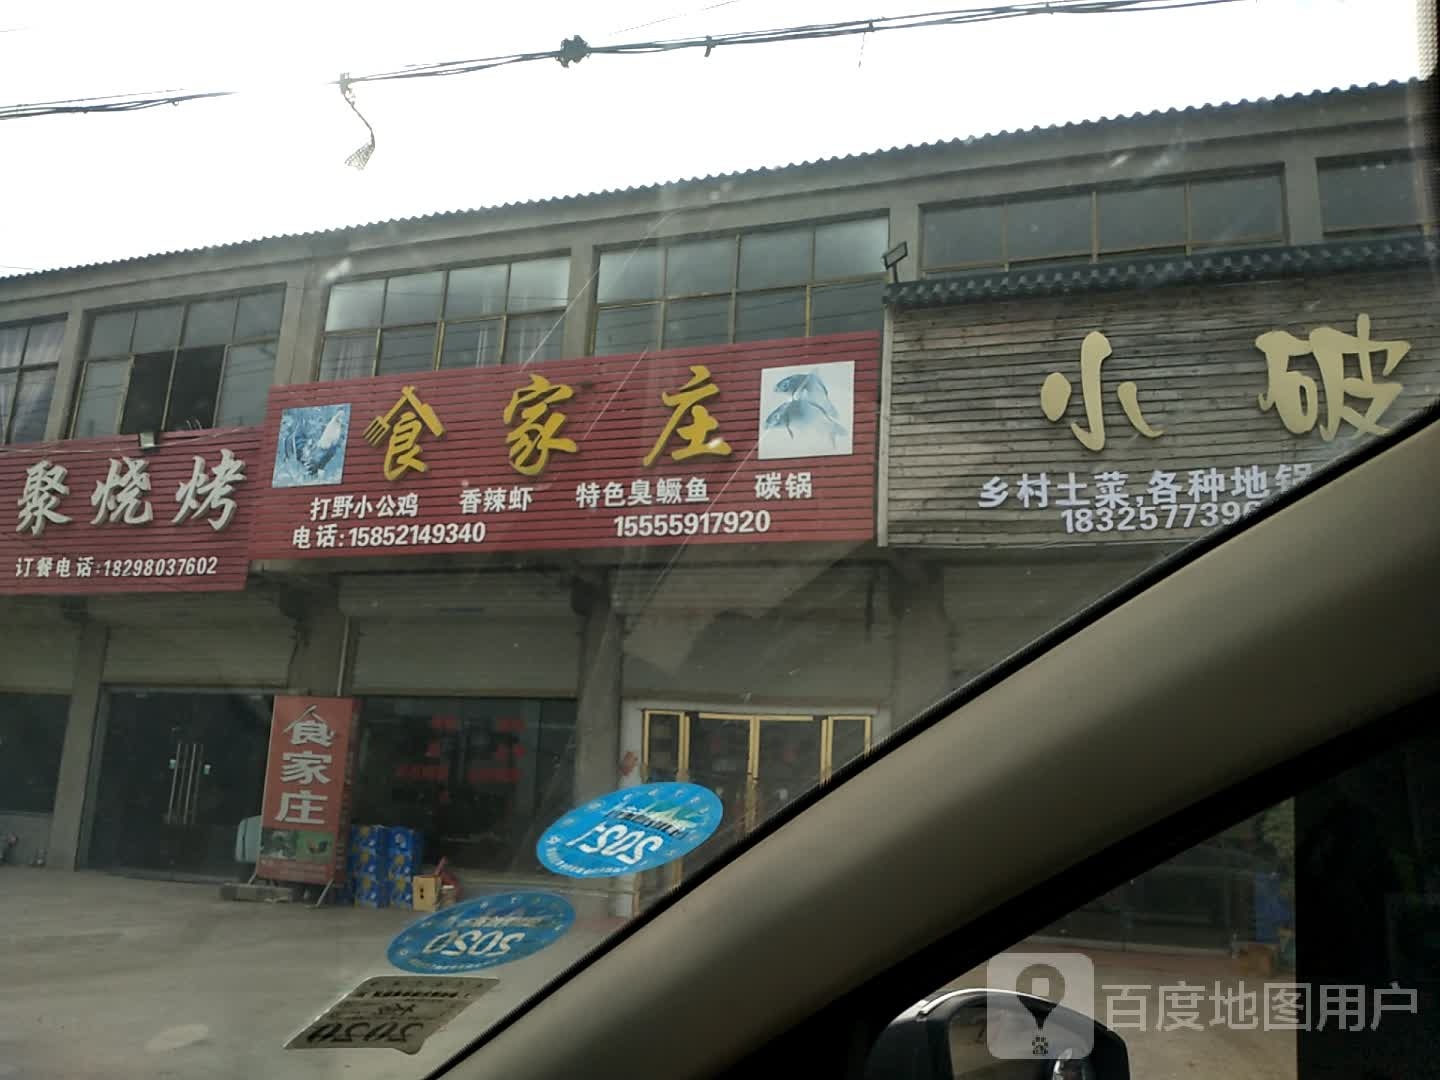 聚烧烤
订餐电话:18298037602
食家庄
打野小公鸡 香辣虾 特色臭鳜鱼 碳锅
电话:15852149340 15555917920
小破
乡村土菜,各种地锅
1832577396
食家庄
百度地图用户